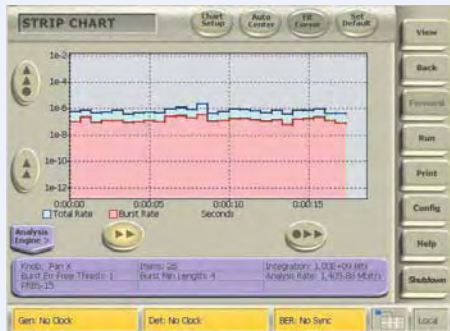 STRIP CHART
Chart Setup
Auto Center
Fit Cursor
Set Default
View
Back
Forward
Run
Print
Config
Help
Shutdown
1e-2
1e-4
1e-6
1e-8
1e-10
1e-12
0:00:00
0:00:05
0:00:10
0:00:15
Total Rate
Burst Rate
Seconds
Analysis Engine >
Knob: Pan X
Items: 26
Integration: 1.00E+09 Bits
Burst Err Free Thresh: 1
Burst Min Length: 4
Analysis Rate: 1,405.88 Mbit/s
PRBS-15
Gen: No Clock
Det: No Clock
BER: No Sync
Local